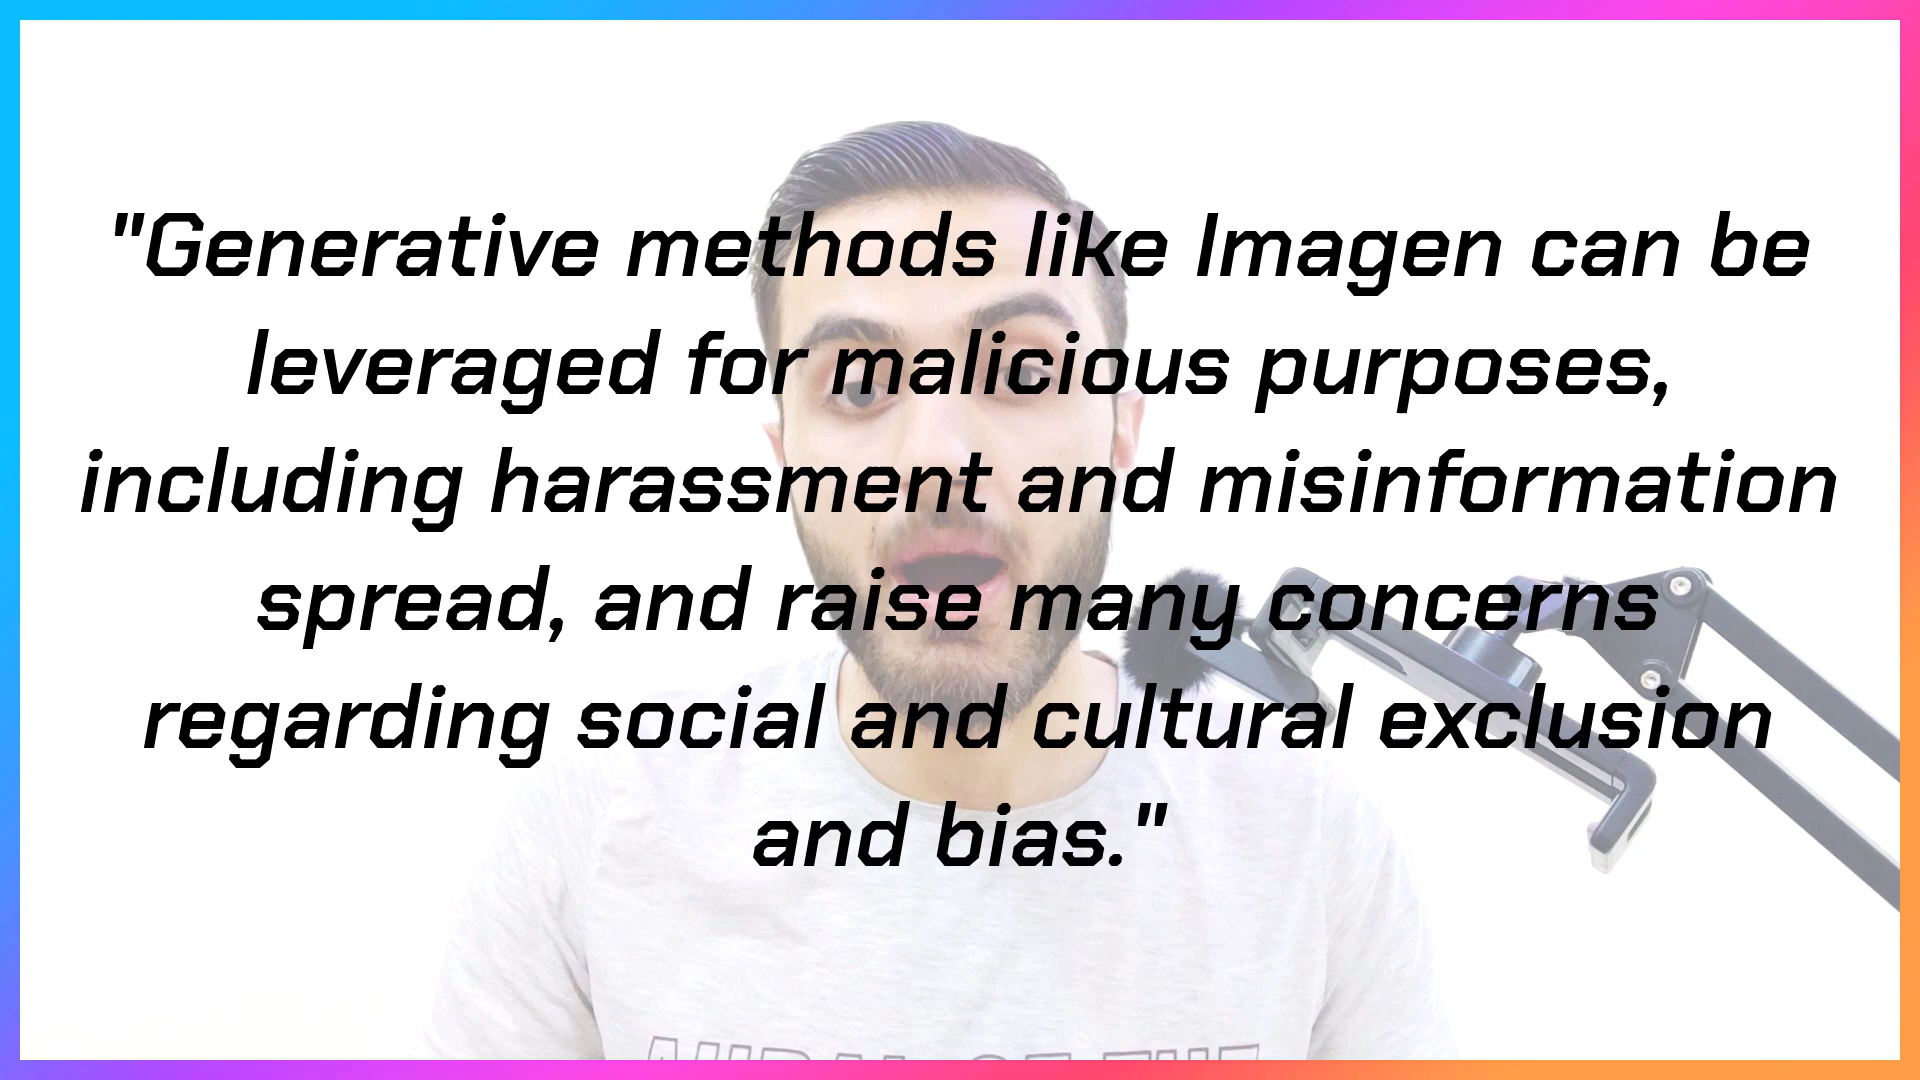 "Generative methods like Imagen can be
leveraged for malicious purposes,
including harassment and misinformation
spread, and raise many concerns
regarding social and cultural exclusion
and bias."